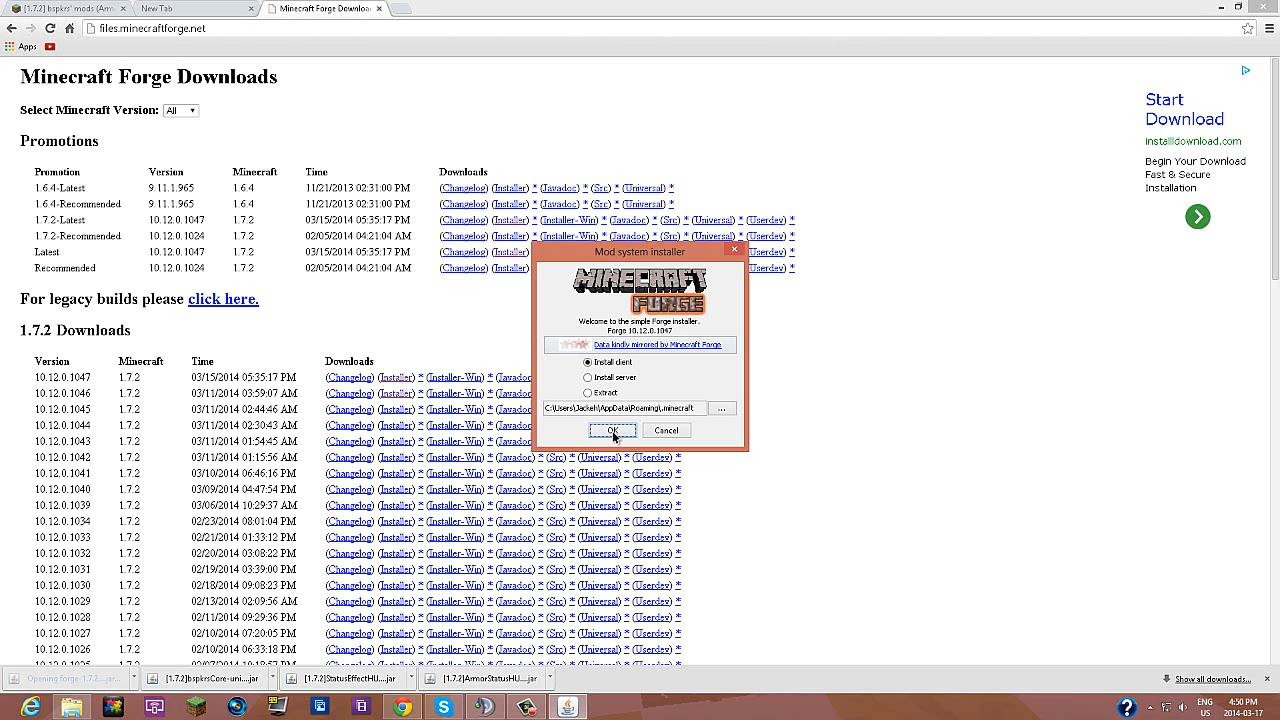 [1.7.2] bspkrs' mods (Arm
New Tab
Minecraft Forge Downloa
files.minecraftforge.net
Apps
Minecraft Forge Downloads
Select Minecraft Version: All
Promotions
Promotion Version Minecraft Time Downloads
1.6.4-Latest 9.11.1.965 1.6.4 11/21/2013 02:31:00 PM (Changelog) (Installer) * (Javadoc) * (Src) * (Universal) *
1.6.4-Recommended 9.11.1.965 1.6.4 11/21/2013 02:31:00 PM (Changelog) (Installer) * (Javadoc) * (Src) * (Universal) *
1.7.2-Latest 10.12.0.1047 1.7.2 03/15/2014 05:35:17 PM (Changelog) (Installer) * (Installer-Win) * (Javadoc) * (Src) * (Universal) * (Userdev) *
1.7.2-Recommended 10.12.0.1024 1.7.2 02/05/2014 04:21:04 AM (Changelog) (Installer) * (Installer-Win) * (Javadoc) * (Src) * (Universal) * (Userdev) *
Latest 10.12.0.1047 1.7.2 03/15/2014 05:35:17 PM (Changelog) (Installer) Userdev) *
Recommended 10.12.0.1024 1.7.2 02/05/2014 04:21:04 AM (Changelog) (Installer) Userdev) *
For legacy builds please click here.
1.7.2 Downloads
Version Minecraft Time Downloads
10.12.0.1047 1.7.2 03/15/2014 05:35:17 PM (Changelog) (Installer) * (Installer-Win) * (Javadoc
10.12.0.1046 1.7.2 03/11/2014 03:59:07 AM (Changelog) (Installer) * (Installer-Win) * (Javadoc
10.12.0.1045 1.7.2 03/11/2014 02:44:46 AM (Changelog) (Installer) * (Installer-Win) * (Javadoc
10.12.0.1044 1.7.2 03/11/2014 02:30:43 AM (Changelog) (Installer) * (Installer-Win) * (Javadoc
10.12.0.1043 1.7.2 03/11/2014 01:54:45 AM (Changelog) (Installer) * (Installer-Win) * (Javadoc
10.12.0.1042 1.7.2 03/11/2014 01:15:56 AM (Changelog) (Installer) * (Installer-Win) * (Javadoc) * (Src) * (Universal) * (Userdev) *
10.12.0.1041 1.7.2 03/10/2014 06:46:16 PM (Changelog) (Installer) * (Installer-Win) * (Javadoc) * (Src) * (Universal) * (Userdev) *
10.12.0.1040 1.7.2 03/09/2014 04:47:54 PM (Changelog) (Installer) * (Installer-Win) * (Javadoc) * (Src) * (Universal) * (Userdev) *
10.12.0.1039 1.7.2 03/06/2014 10:29:37 AM (Changelog) (Installer) * (Installer-Win) * (Javadoc) * (Src) * (Universal) * (Userdev) *
10.12.0.1034 1.7.2 02/23/2014 08:01:04 PM (Changelog) (Installer) * (Installer-Win) * (Javadoc) * (Src) * (Universal) * (Userdev) *
10.12.0.1033 1.7.2 02/21/2014 01:33:12 PM (Changelog) (Installer) * (Installer-Win) * (Javadoc) * (Src) * (Universal) * (Userdev) *
10.12.0.1032 1.7.2 02/20/2014 03:08:22 PM (Changelog) (Installer) * (Installer-Win) * (Javadoc) * (Src) * (Universal) * (Userdev) *
10.12.0.1031 1.7.2 02/19/2014 03:39:00 PM (Changelog) (Installer) * (Installer-Win) * (Javadoc) * (Src) * (Universal) * (Userdev) *
10.12.0.1030 1.7.2 02/18/2014 09:08:23 PM (Changelog) (Installer) * (Installer-Win) * (Javadoc) * (Src) * (Universal) * (Userdev) *
10.12.0.1029 1.7.2 02/13/2014 02:09:56 AM (Changelog) (Installer) * (Installer-Win) * (Javadoc) * (Src) * (Universal) * (Userdev) *
10.12.0.1028 1.7.2 02/11/2014 09:29:36 PM (Changelog) (Installer) * (Installer-Win) * (Javadoc) * (Src) * (Universal) * (Userdev) *
10.12.0.1027 1.7.2 02/10/2014 07:20:05 PM (Changelog) (Installer) * (Installer-Win) * (Javadoc) * (Src) * (Universal) * (Userdev) *
10.12.0.1026 1.7.2 02/10/2014 06:33:18 PM (Changelog) (Installer) * (Installer-Win) * (Javadoc) * (Src) * (Universal) * (Userdev) *
Start
Download
installdownload.com
Begin Your Download
Fast & Secure
Installation
Mod system installer
MINECRAFT
FORGE
Welcome to the simple Forge installer.
Forge 10.12.0.1047
Data kindly mirrored by Minecraft Forge
Install client
Install server
Extract
C:\Users\Jackeh\AppData\Roaming\.minecraft ...
OK Cancel
Opening forge-1.7.2....jar...
[1.7.2]bspkrsCore-uni....jar
[1.7.2]StatusEffectHU....jar
[1.7.2]ArmorStatusHU....jar
Show all downloads...
ENG 4:50 PM
US 2014-03-17